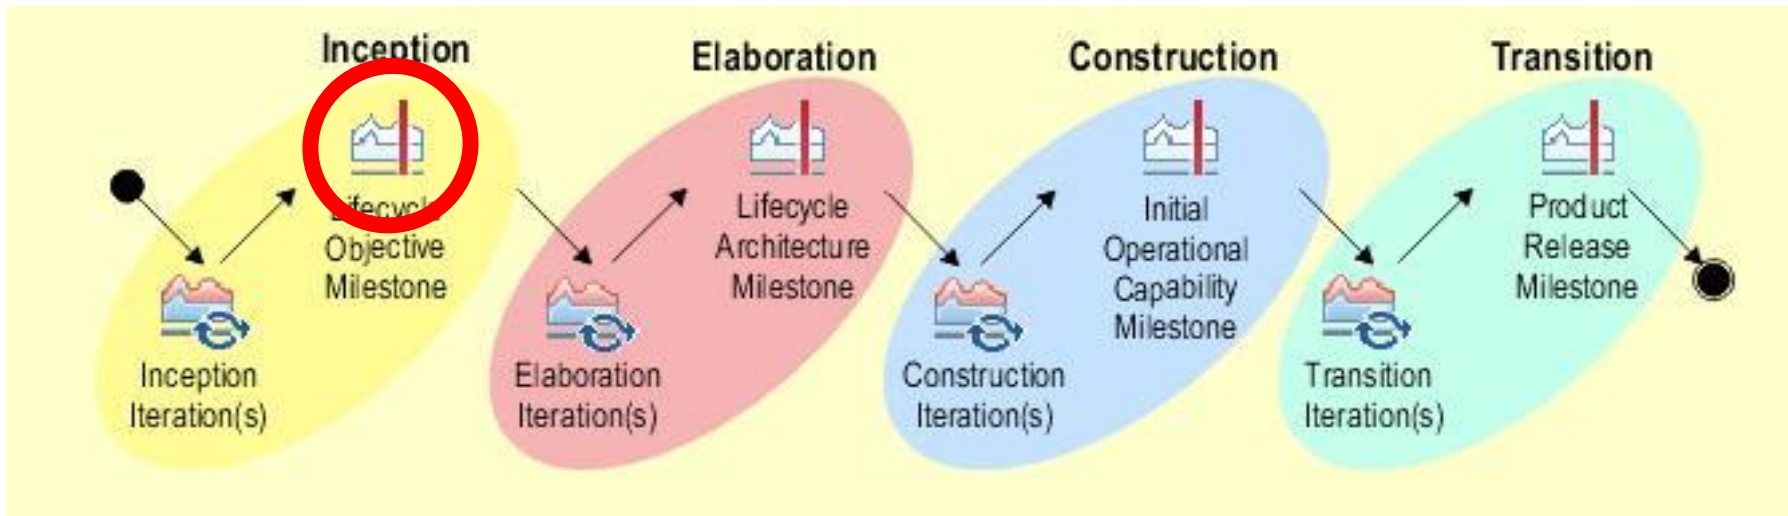 Inception
Elaboration
Construction
Transition
Lifecycle
Objective
Milestone
Lifecycle
Architecture
Milestone
Initial
Operational
Capability
Milestone
Product
Release
Milestone
Inception
Iteration(s)
Elaboration
Iteration(s)
Construction
Iteration(s)
Transition
Iteration(s)